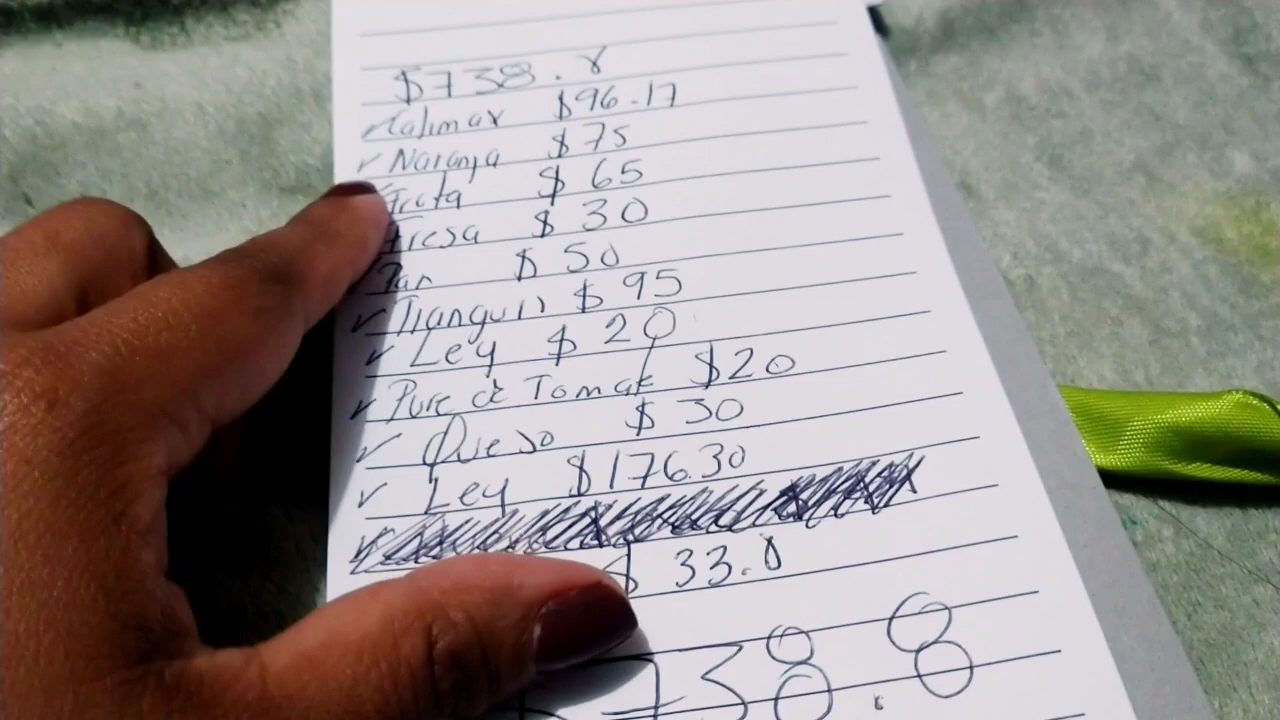 $738.8
Calimax $96.17
✓ Naranja $75
Fruta $65
Fresa $30
Pan $50
✓ Tianguis $95
✓ Ley $20
✓ Pure de Tomate $20
✓ Queso $30
✓ Ley $176.30
$33.8
738.8